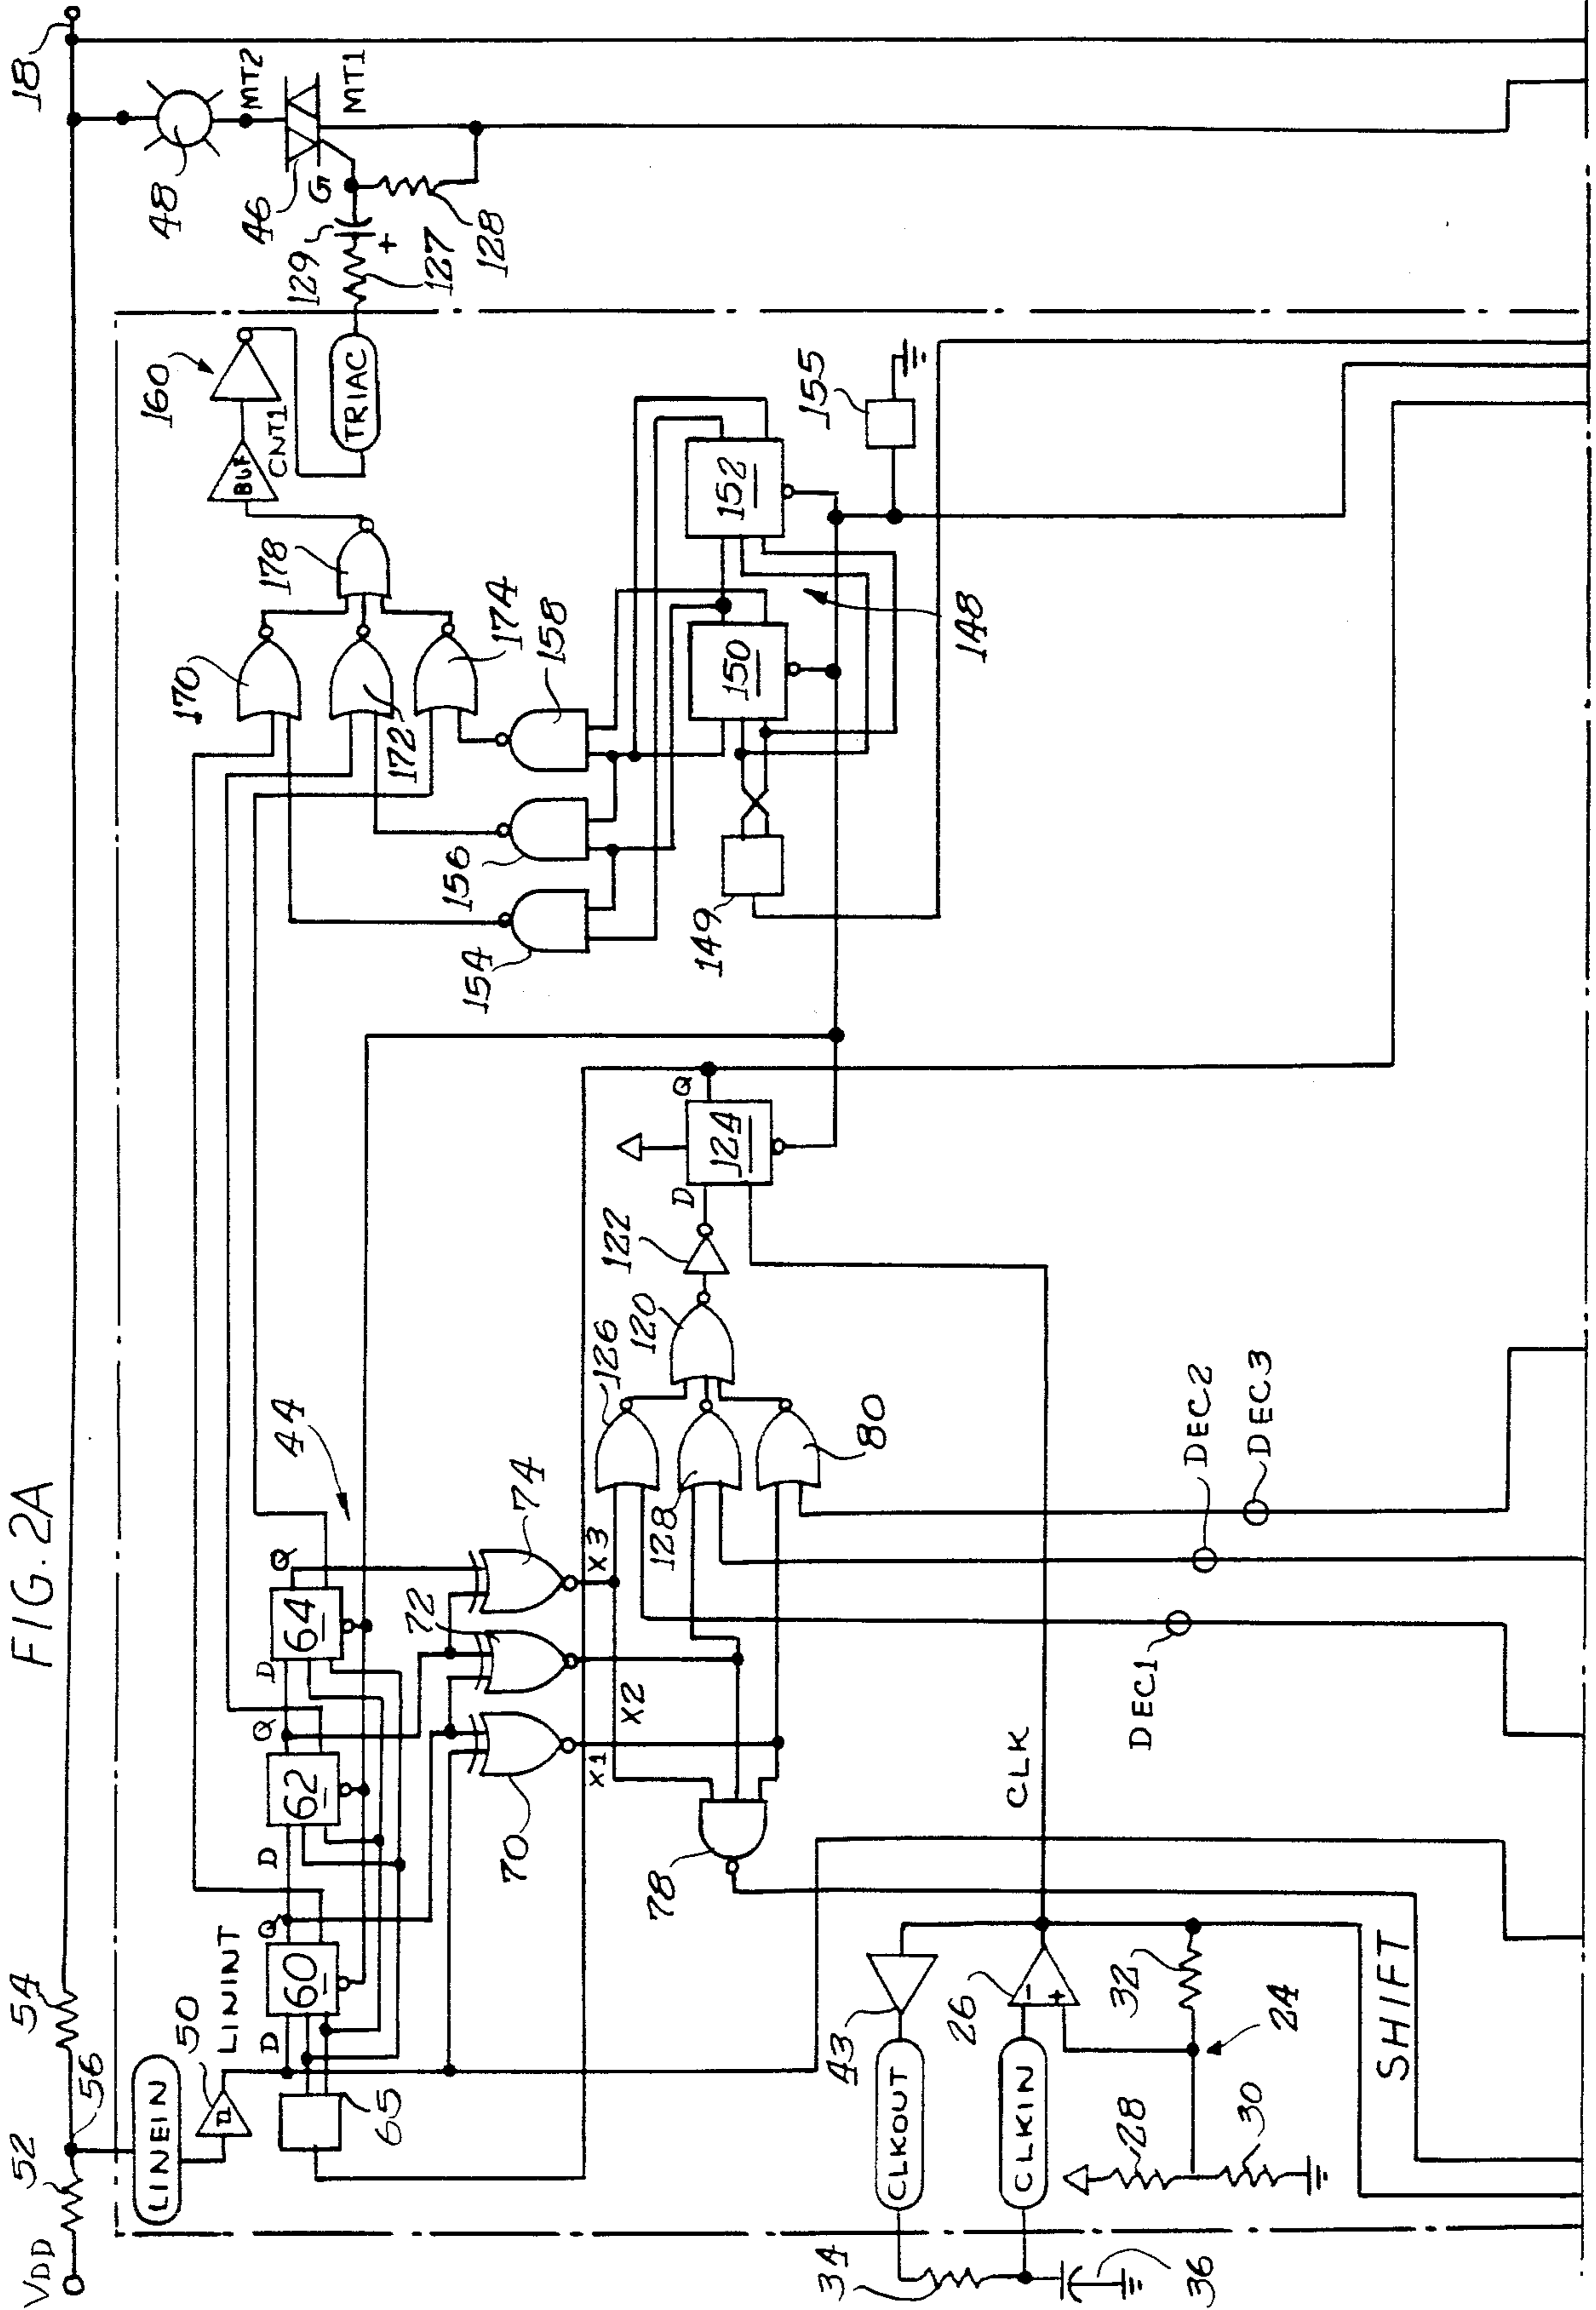 FIG. 2A
18
VDD
52
56
54
48
MT2
46
MT1
G
129
+
127
128
LINEIN
50
LININT
160
BUF
CNT1
TRIAC
44
D
60
Q
D
62
Q
D
64
Q
65
70
72
74
X1
X2
X3
170
172
174
178
154
156
158
149
150
152
148
155
78
126
128
80
120
122
D
124
Q
CLKOUT
43
CLKIN
26
-
+
CLK
34
36
28
30
32
24
SHIFT
DEC1
DEC2
DEC3